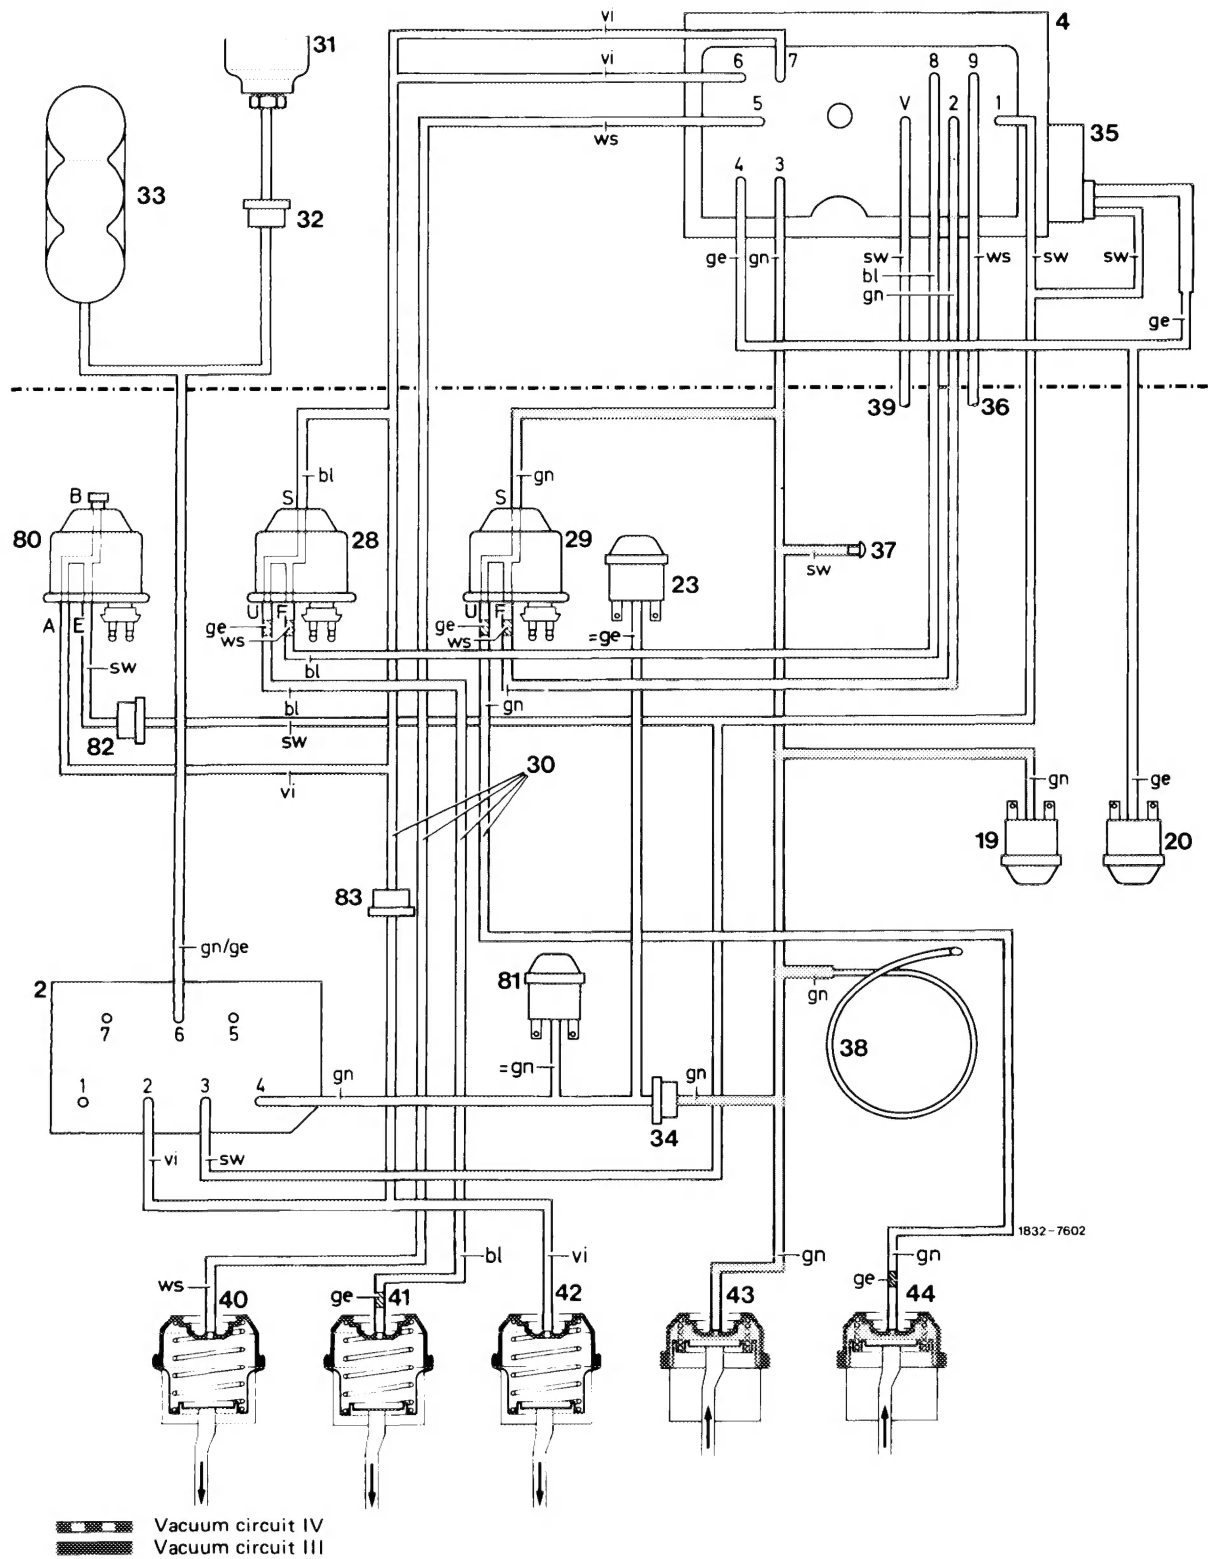 vi
31
4
6
7
8
9
vi
5
V
2
1
35
ws
33
32
4
3
ge
gn
sw
ws
sw
sw
bl
gn
ge
39
36
bl
gn
B
S
S
80
28
29
37
23
sw
A
E
U
F
U
F
ge
ws
ge
ws
=ge
sw
bl
bl
gn
82
sw
vi
30
gn
ge
19
20
83
gn/ge
2
81
gn
7
6
5
38
=gn
1
2
3
4
gn
gn
34
vi
sw
1832-7602
bl
vi
gn
gn
ws
40
ge
41
42
43
ge
44
Vacuum circuit IV
Vacuum circuit III